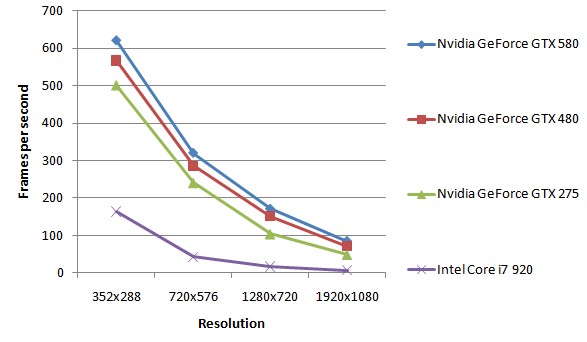 700
600
500
400
300
200
100
0
Frames per second
352x288 720x576 1280x720 1920x1080
Resolution
Nvidia GeForce GTX 580
Nvidia GeForce GTX 480
Nvidia GeForce GTX 275
Intel Core i7 920